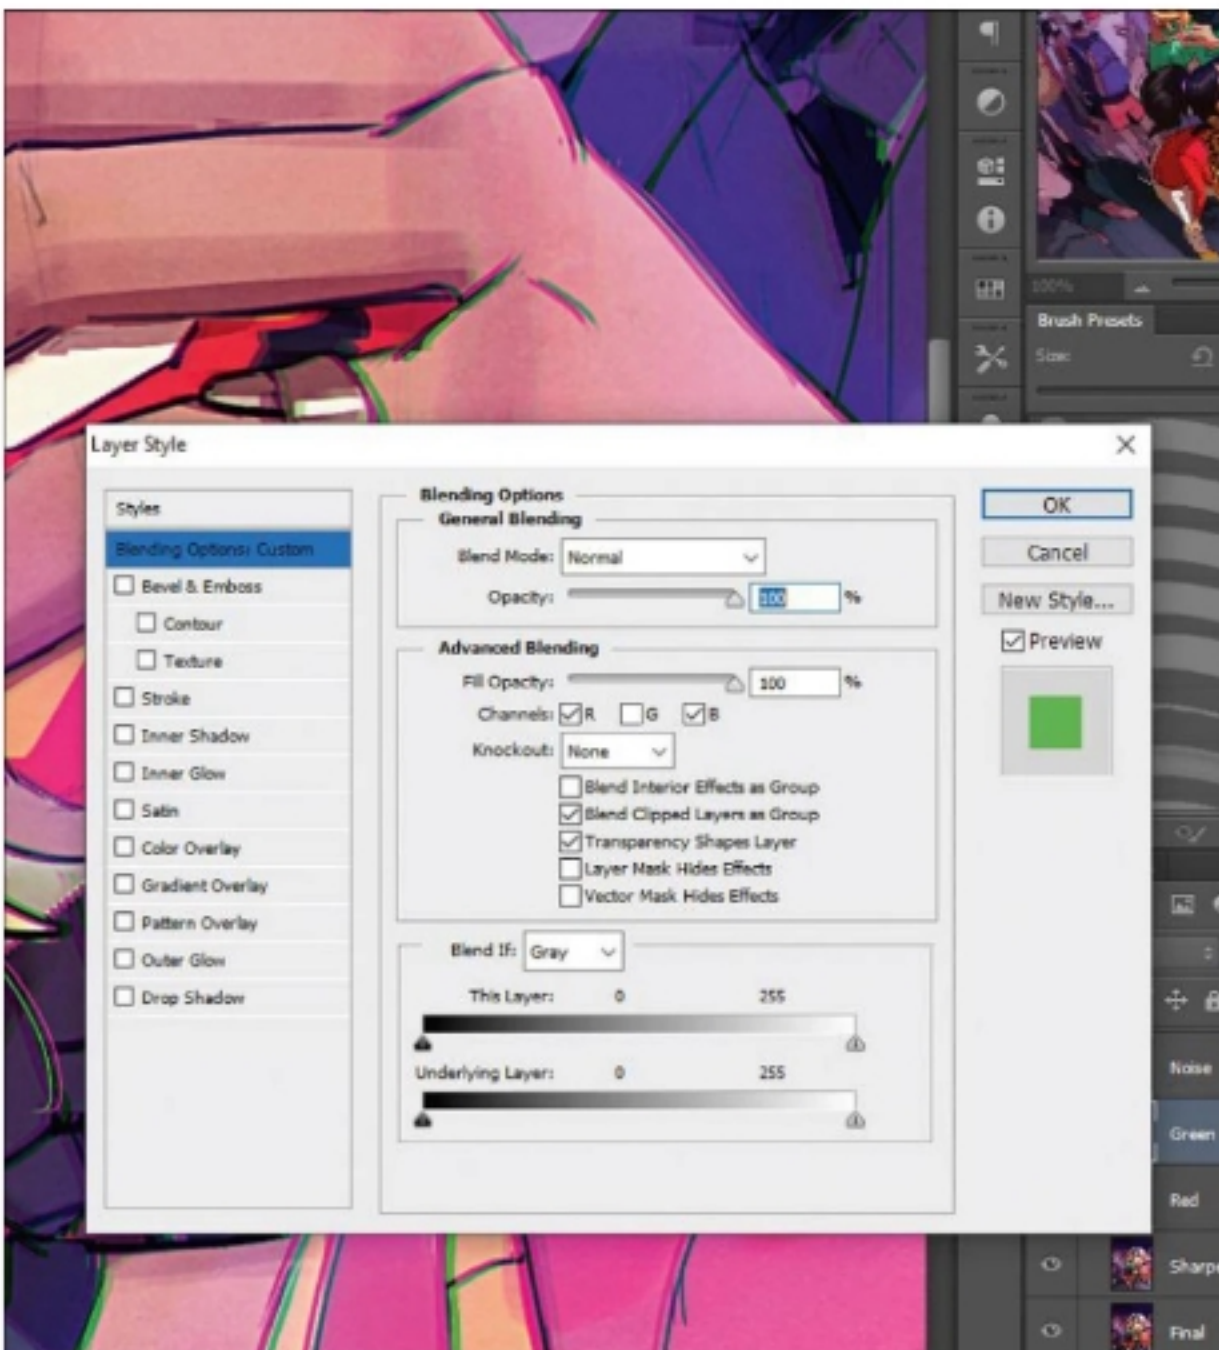 100%
Brush Presets
Size:
Layer Style
Styles
Blending Options: Custom
Bevel & Emboss
Contour
Texture
Stroke
Inner Shadow
Inner Glow
Satin
Color Overlay
Gradient Overlay
Pattern Overlay
Outer Glow
Drop Shadow
Blending Options
General Blending
Blend Mode: Normal
Opacity: 100 %
Advanced Blending
Fill Opacity: 100 %
Channels: R G B
Knockout: None
Blend Interior Effects as Group
Blend Clipped Layers as Group
Transparency Shapes Layer
Layer Mask Hides Effects
Vector Mask Hides Effects
Blend If: Gray
This Layer: 0 255
Underlying Layer: 0 255
OK
Cancel
New Style...
Preview
Noise
Green
Red
Sharpe
Final